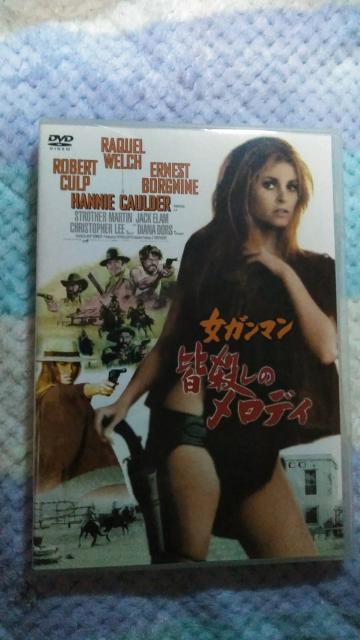 DVD
VIDEO
RAQUEL
WELCH
ROBERT
CULP
ERNEST
BORGNINE
HANNIE CAULDER
STROTHER MARTIN JACK ELAM
CHRISTOPHER LEE DIANA DORS
女ガンマン
皆殺しの
メロディ